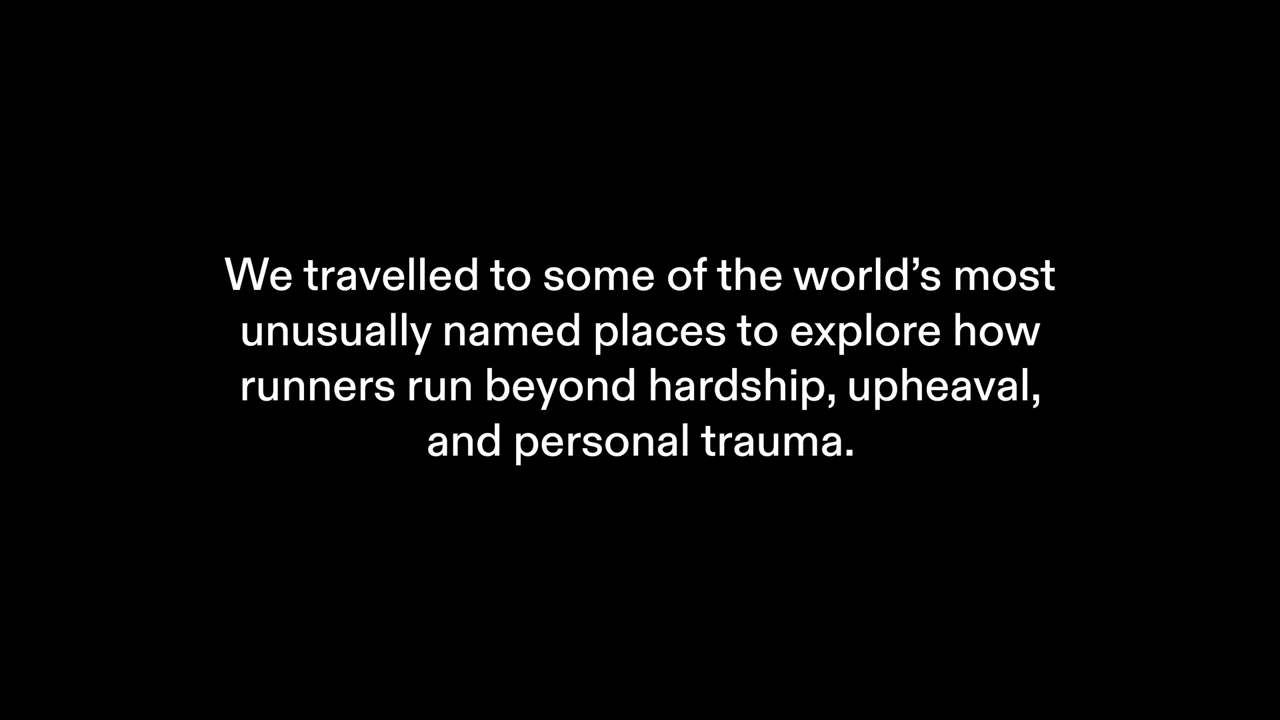 We travelled to some of the world’s most
unusually named places to explore how
runners run beyond hardship, upheaval,
and personal trauma.